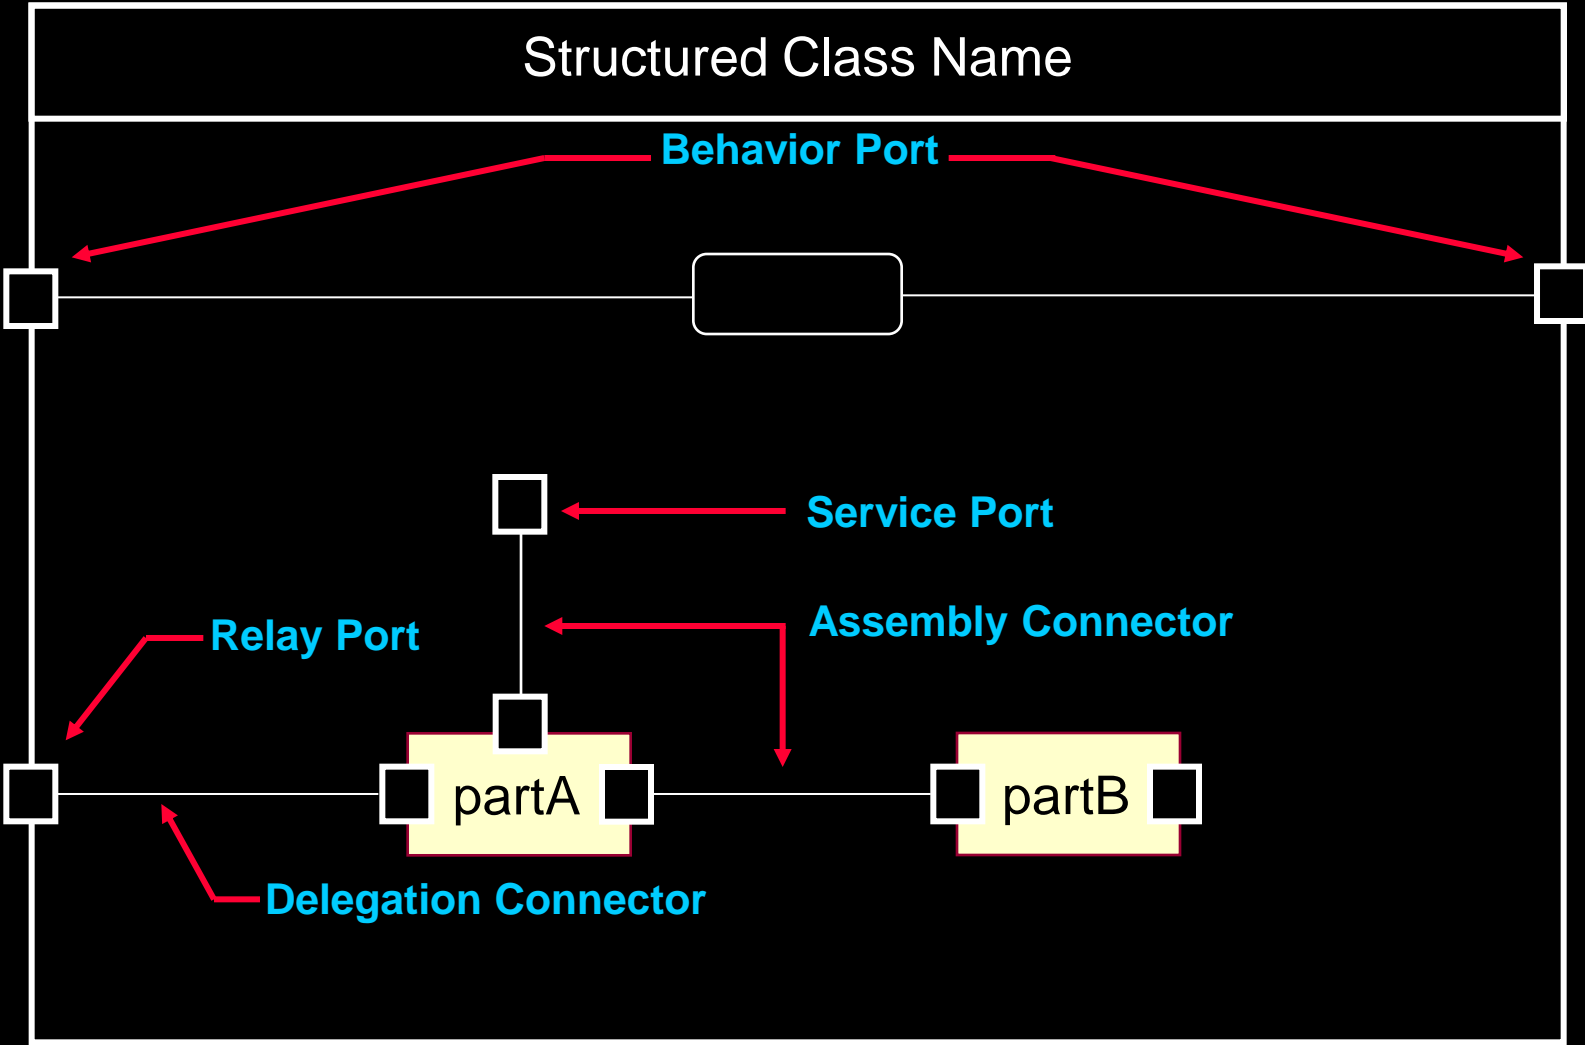 Structured Class Name
Behavior Port
Service Port
Assembly Connector
Relay Port
partA
partB
Delegation Connector